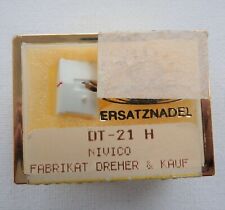 ERSATZNADEL
DT-21 H
NIVICO
FABRIKAT DREHER & KAUF